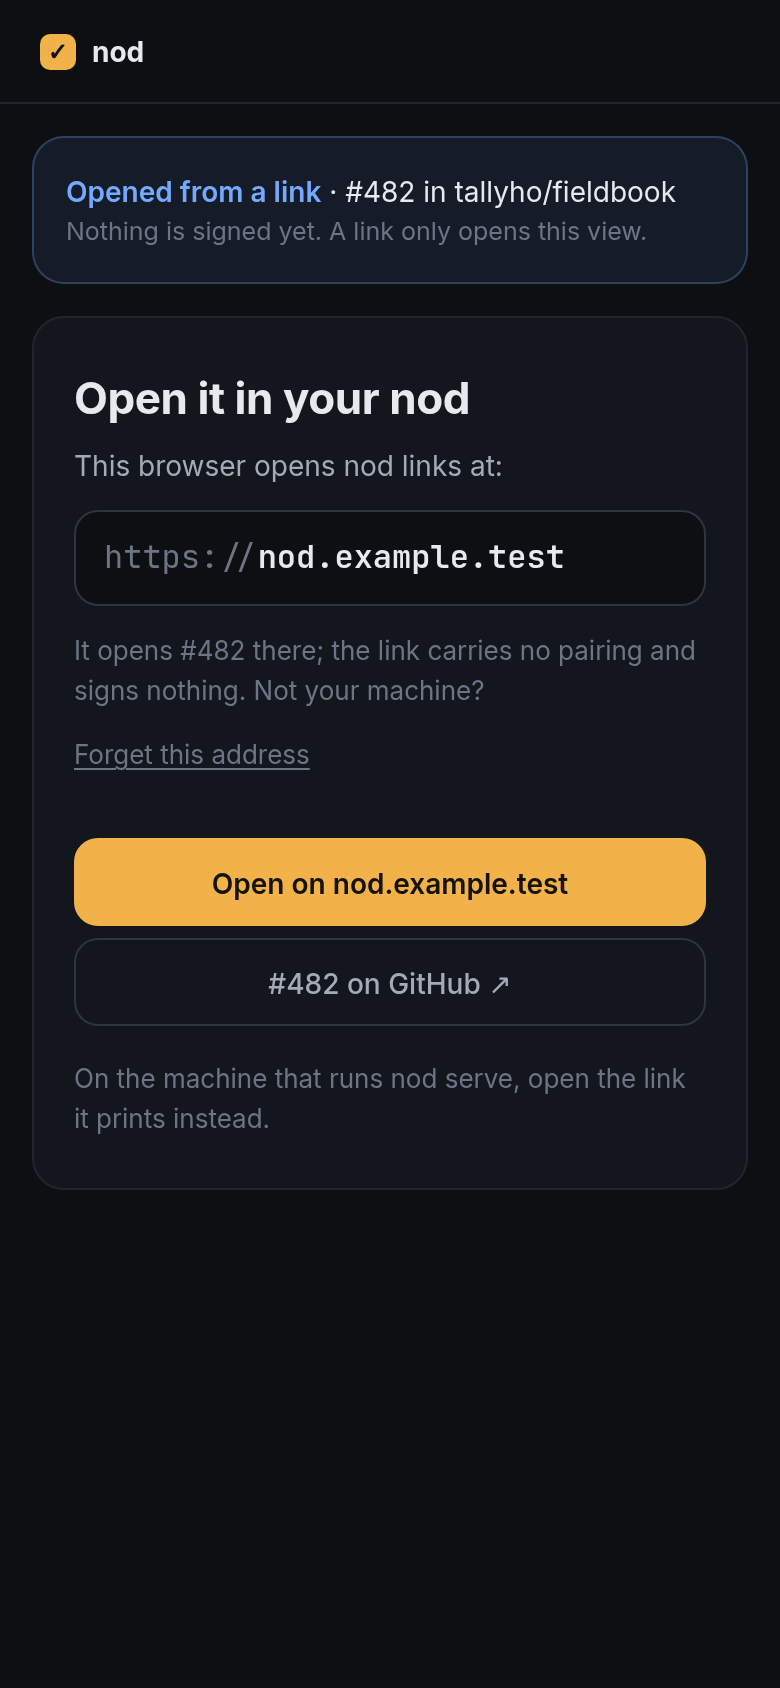 ✓ nod
Opened from a link · #482 in tallyho/fieldbook
Nothing is signed yet. A link only opens this view.
Open it in your nod
This browser opens nod links at:
https://nod.example.test
It opens #482 there; the link carries no pairing and
signs nothing. Not your machine?
Forget this address
Open on nod.example.test
#482 on GitHub ↗
On the machine that runs nod serve, open the link
it prints instead.